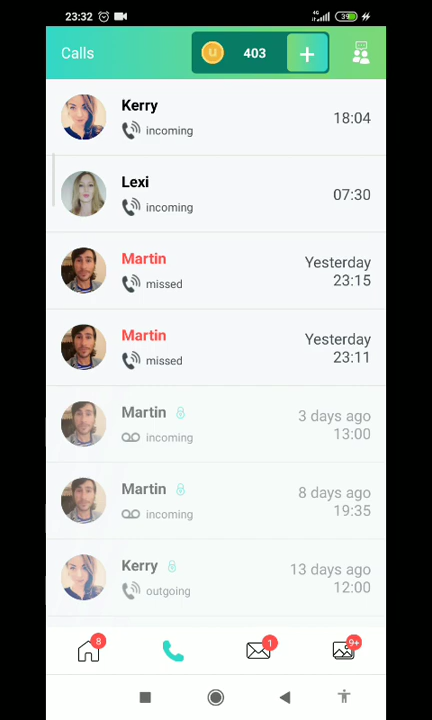 23:32
4G
39
Calls
u
403
+
Kerry
incoming
18:04
Lexi
incoming
07:30
Martin
missed
Yesterday
23:15
Martin
missed
Yesterday
23:11
Martin
incoming
3 days ago
13:00
Martin
incoming
8 days ago
19:35
Kerry
outgoing
13 days ago
12:00
8
1
9+